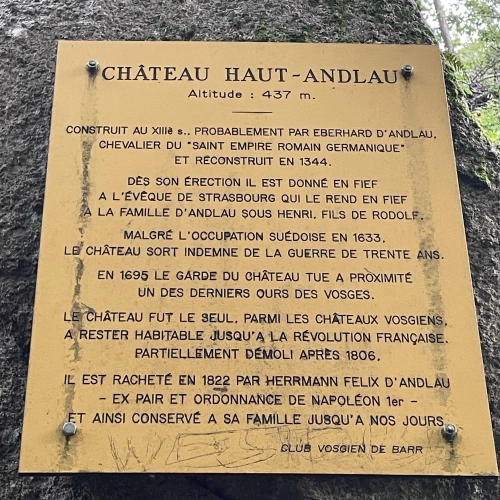 CHÂTEAU HAUT-ANDLAU
Altitude : 437 m.
CONSTRUIT AU XIIIè s., PROBABLEMENT PAR EBERHARD D'ANDLAU,
CHEVALIER DU "SAINT EMPIRE ROMAIN GERMANIQUE"
ET RÉCONSTRUIT EN 1344.
DÈS SON ÉRECTION IL EST DONNÉ EN FIEF
A L'ÉVÊQUE DE STRASBOURG QUI LE REND EN FIEF
A LA FAMILLE D'ANDLAU SOUS HENRI, FILS DE RODOLF.
MALGRÉ L'OCCUPATION SUÉDOISE EN 1633,
LE CHÂTEAU SORT INDEMNE DE LA GUERRE DE TRENTE ANS.
EN 1695 LE GARDE DU CHÂTEAU TUE A PROXIMITÉ
UN DES DERNIERS OURS DES VOSGES.
LE CHÂTEAU FUT LE SEUL, PARMI LES CHÂTEAUX VOSGIENS,
A RESTER HABITABLE JUSQU'A LA RÉVOLUTION FRANÇAISE.
PARTIELLEMENT DÉMOLI APRÈS 1806,
IL EST RACHETÉ EN 1822 PAR HERRMANN FELIX D'ANDLAU
- EX PAIR ET ORDONNANCE DE NAPOLÉON 1er -
ET AINSI CONSERVÉ A SA FAMILLE JUSQU'A NOS JOURS.
CLUB VOSGIEN DE BARR